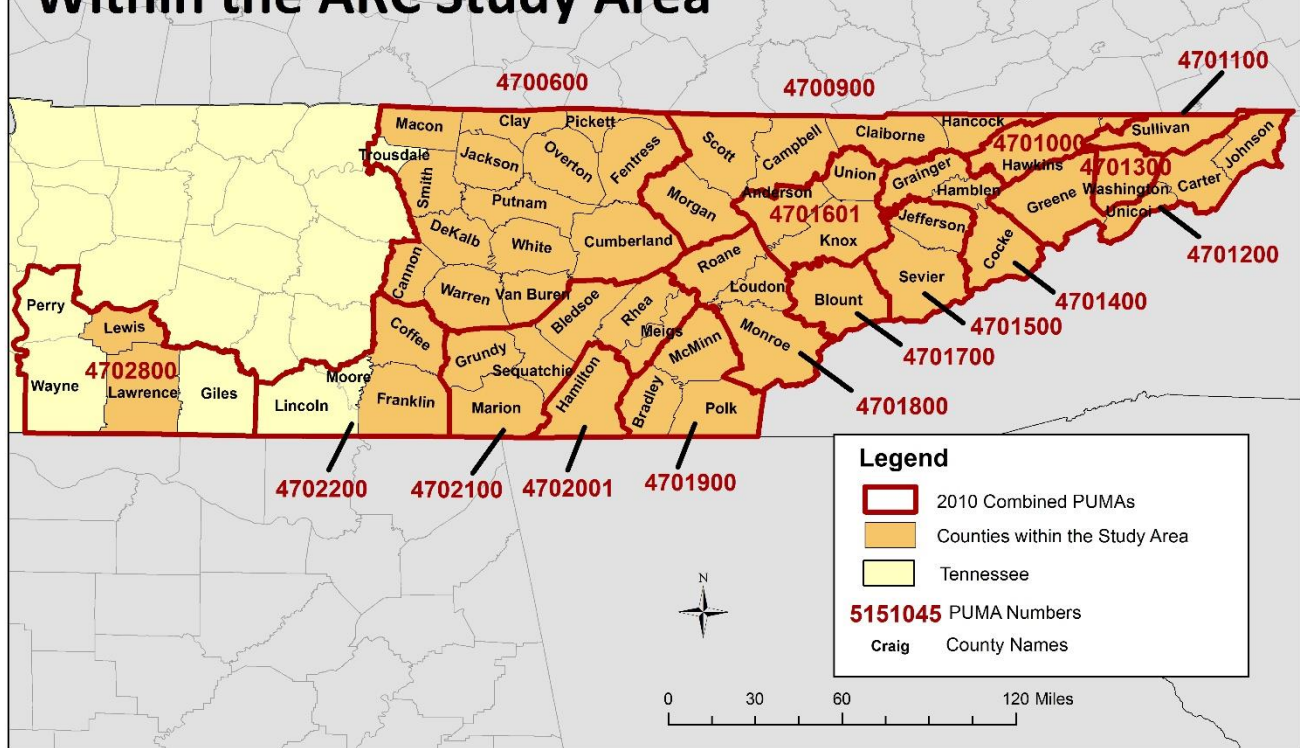 Within the ARC Study Area
4701100
4700600
4700900
Macon
Clay
Pickett
Hancock
Sullivan
Scott
Campbell
Claiborne
4701000
Johnson
Trousdale
Jackson
Overton
Fentress
Hawkins
4701300
Smith
Union
Grainger
Washington
Carter
Putnam
Morgan
Anderson
Hamblen
Greene
Unicoi
4701601
Jefferson
DeKalb
White
Cumberland
Knox
Cocke
4701200
Cannon
Roane
Sevier
Warren
Van Buren
Loudon
Blount
4701400
Perry
Bledsoe
Rhea
Lewis
Coffee
Meigs
Monroe
4701500
Grundy
McMinn
4701700
4702800
Sequatchie
Wayne
Lawrence
Giles
Moore
Lincoln
Franklin
Marion
Hamilton
Bradley
Polk
4701800
4702200
4702100
4702001
4701900
Legend
2010 Combined PUMAs
Counties within the Study Area
Tennessee
5151045 PUMA Numbers
Craig County Names
N
0 30 60 120 Miles